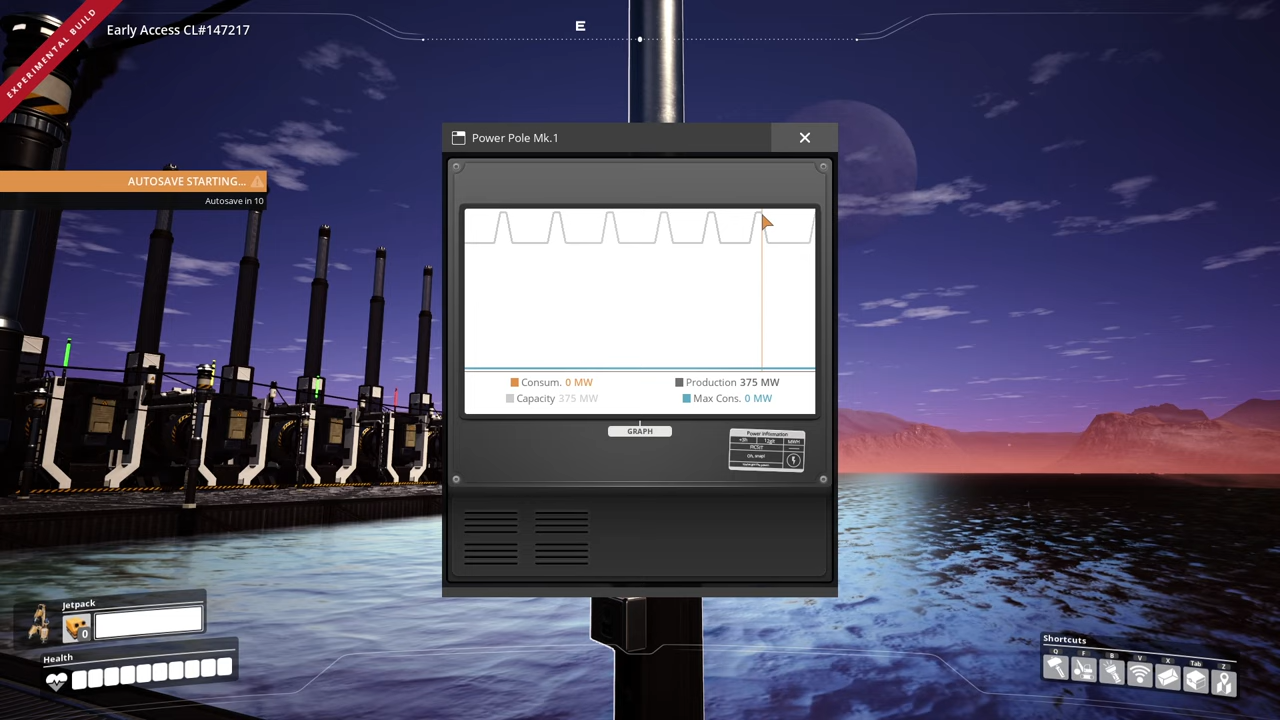 EXPERIMENTAL BUILD
Early Access CL#147217
E
Power Pole Mk.1
AUTOSAVE STARTING...
Autosave in 10
Consum. 0 MW
Production 375 MW
Capacity 375 MW
Max Cons. 0 MW
GRAPH
Power Information
MWH
Jetpack
0
Health
Shortcuts
Q F B V X Tab Z